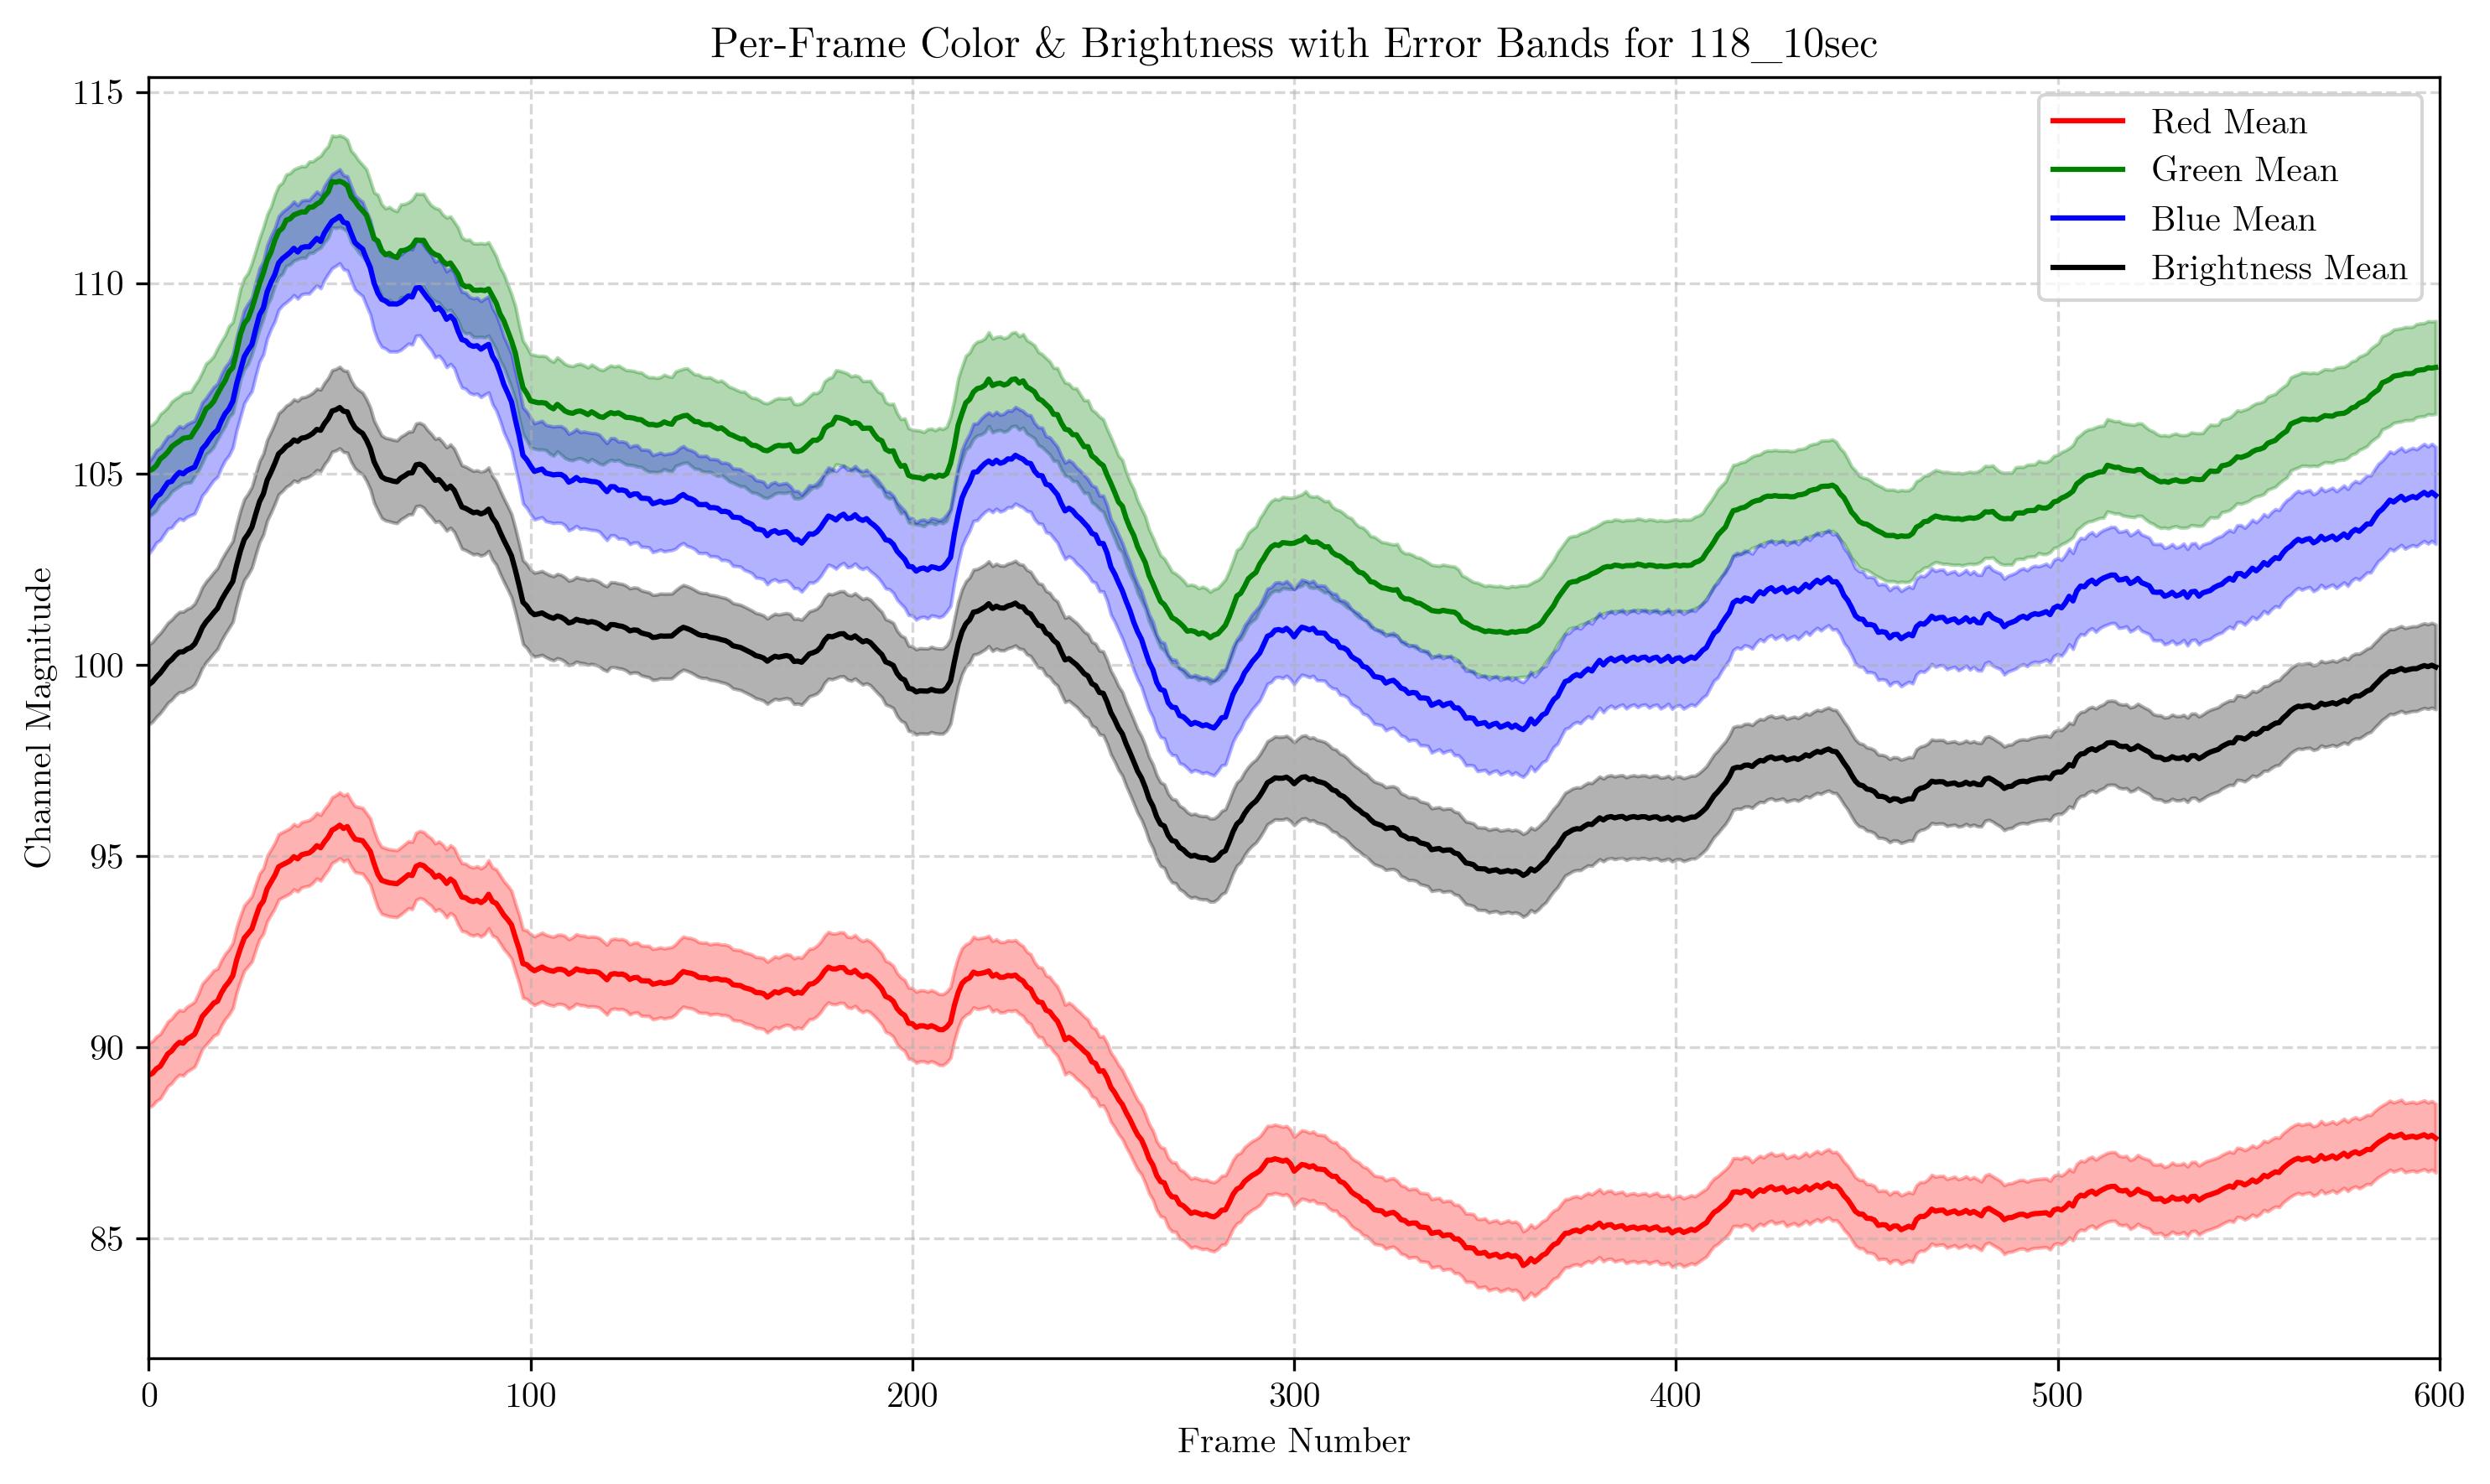 Per-Frame Color & Brightness with Error Bands for 118_10sec
Channel Magnitude
115
110
105
100
95
90
85
Red Mean
Green Mean
Blue Mean
Brightness Mean
0 100 200 300 400 500 600
Frame Number